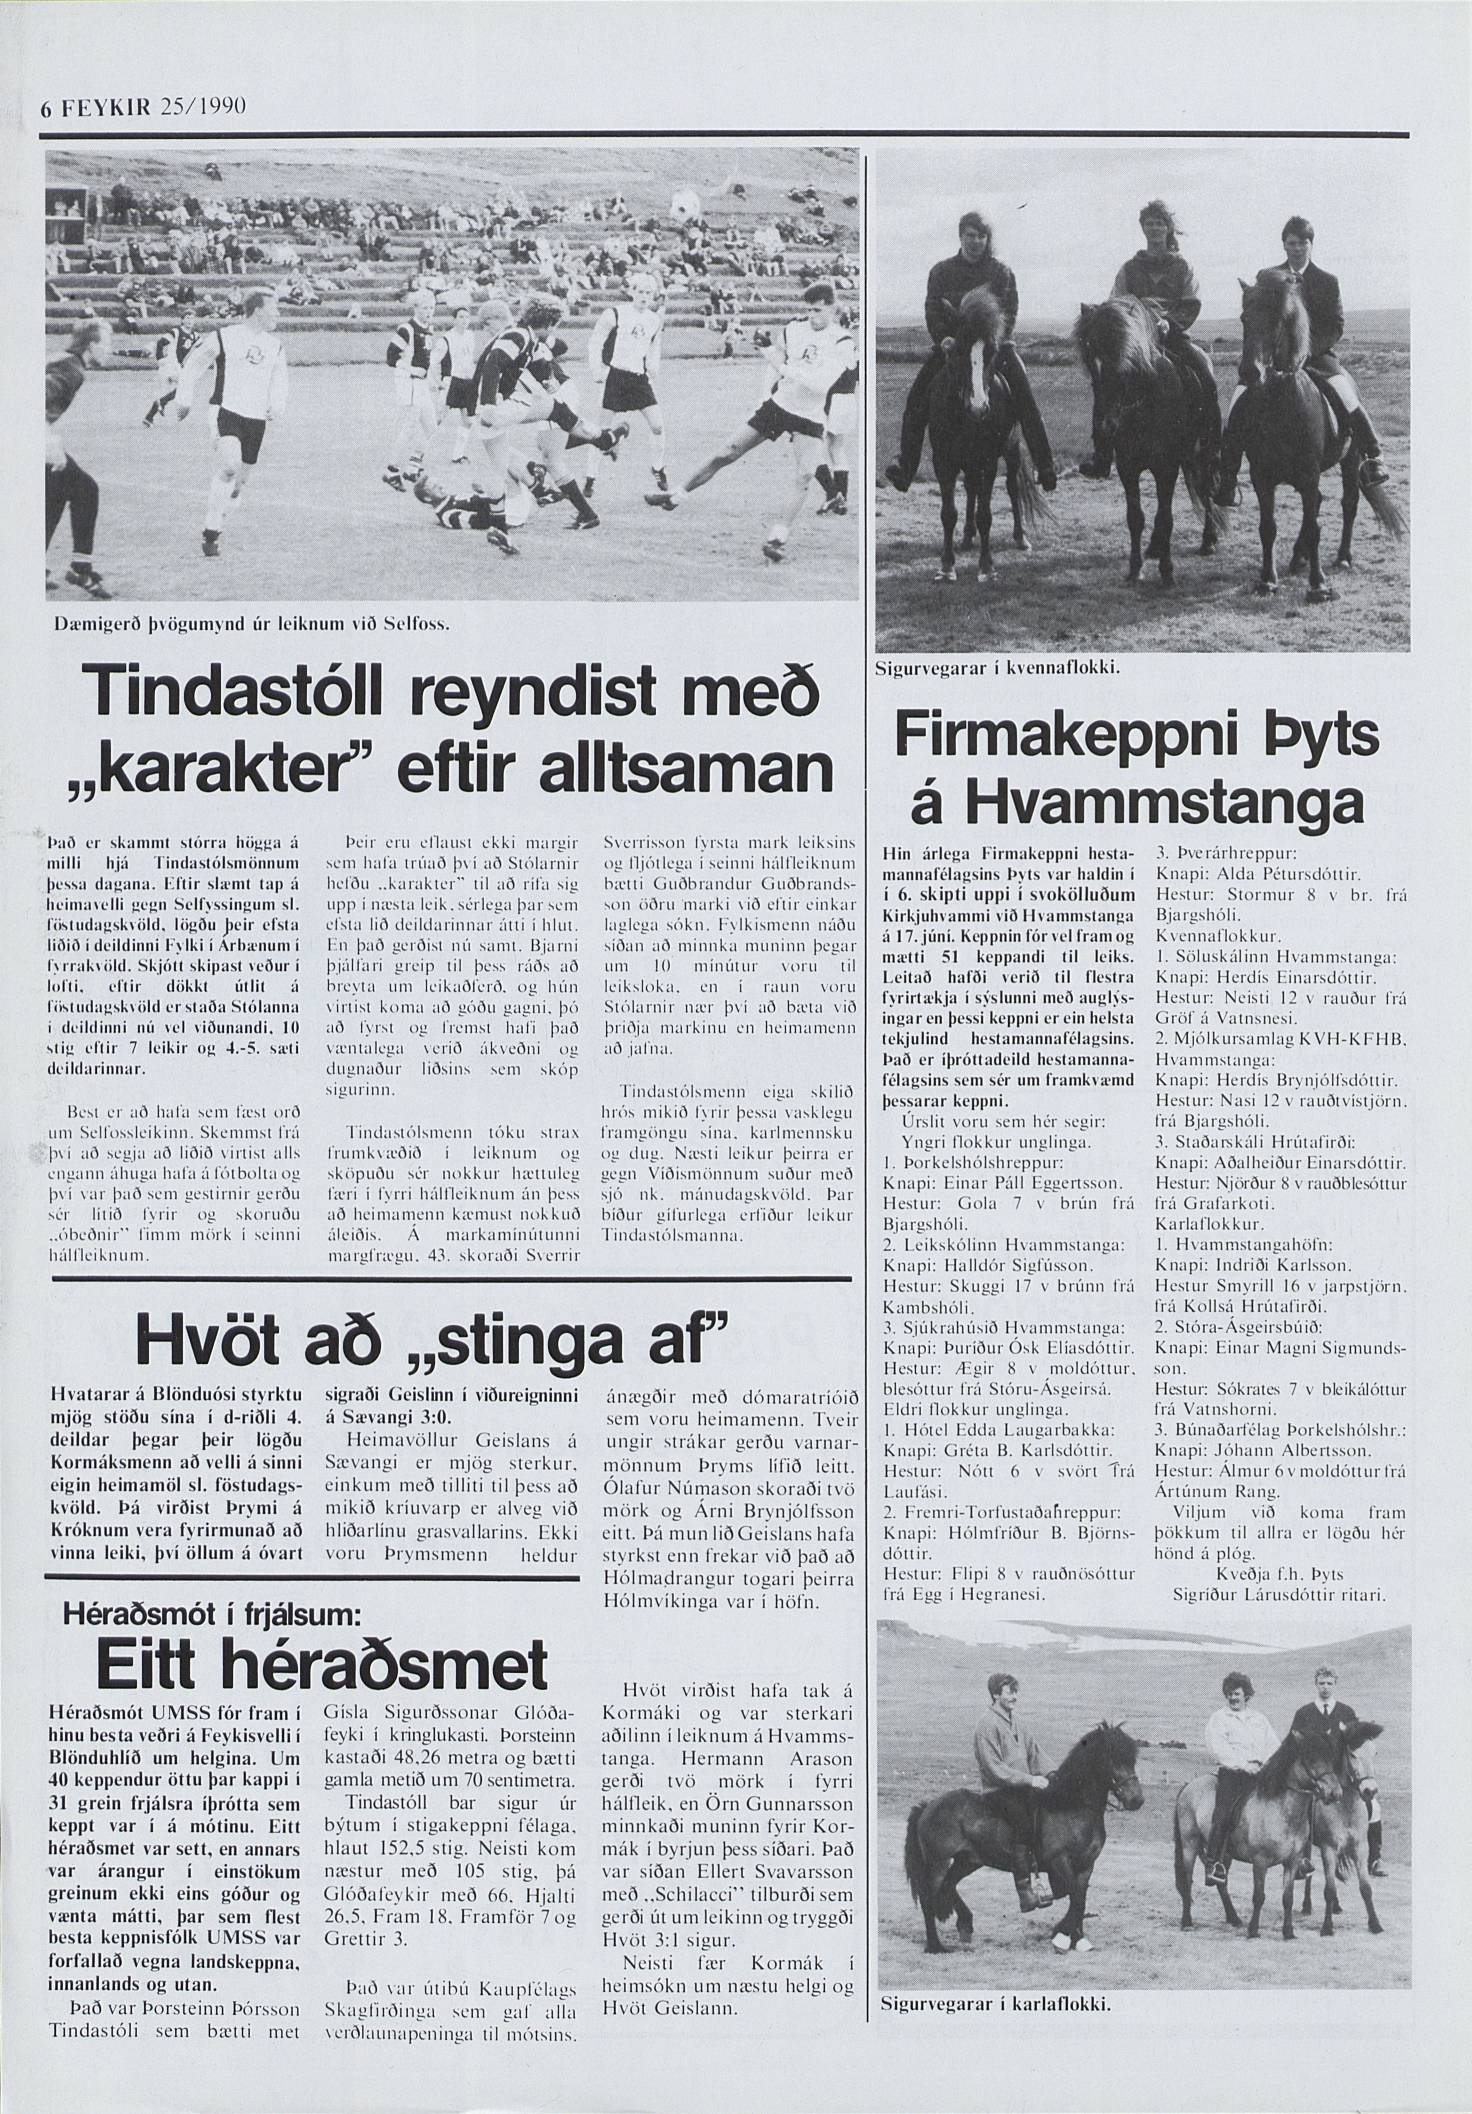 6 FEYKIR 25/1990
Dæmigerð þvögumynd úr leiknum við Selfoss.
Tindastóll reyndist með
„karakter” eftir alltsaman
Það er skammt stórra högga á
milli hjá Tindastólsmönnum
þessa dagana. Eftir slæmt tap á
heimavelli gegn Selfyssingum sl.
föstudagskvöld, lögðu þeir efsta
liðið í deildinni Fylki í Árbænum í
fyrrakvöld. Skjótt skipast veður í
lofti, eftir dökkt útlit á
föstudagskvöld er staða Stólanna
í deildinni nú vel viðunandi, 10
stig eftir 7 leikir og 4.-5. sæti
deildarinnar.
Best er að hafa sem fæst orð
um Selfossleikinn. Skemmst frá
því að segja að liðið virtist alls
engann áhuga hafa á fótbolta og
því var það sem gestirnir gerðu
sér lítið fyrir og skoruðu
„óbeðnir” fimm mörk í seinni
hálfleiknum.
Þeir eru eflaust ekki margir
sem hafa trúað því að Stólarnir
hefðu „karakter” til að rífa sig
upp í næsta leik, sérlega þar sem
efsta lið deildarinnar átti í hlut.
En það gerðist nú samt. Bjarni
þjálfari greip til þess ráðs að
breyta um leikaðferð, og hún
virtist koma að góðu gagni, þó
að fyrst og fremst hafi það
væntalega verið ákveðni og
dugnaður liðsins sem skóp
sigurinn.
Tindastólsmenn tóku strax
frumkvæðið í leiknum og
sköpuðu sér nokkur hættuleg
færi í fyrri hálfleiknum án þess
að heimamenn kæmust nokkuð
áleiðis. Á markamínútunni
margfrægu, 43. skoraði Sverrir
Sverrisson fyrsta mark leiksins
og fljótlega í seinni hálfleiknum
bætti Guðbrandur Guðbrands-
son öðru marki við eftir einkar
laglega sókn. Fylkismenn náðu
síðan að minnka muninn þegar
um 10 mínútur voru til
leiksloka, en í raun voru
Stólarnir nær því að bæta við
þriðja markinu en heimamenn
að jafna.
Tindastólsmenn eiga skilið
hrós mikið fyrir þessa vasklegu
framgöngu sína, karlmennsku
og dug. Næsti leikur þeirra er
gegn Víðismönnum suður með
sjó nk. mánudagskvöld. Þar
bíður gífurlega erfiður leikur
Tindastólsmanna.
Hvöt að „stinga af”
Hvatarar á Blönduósi styrktu
mjög stöðu sína í d-riðli 4.
deildar þegar þeir lögðu
Kormáksmenn að velli á sinni
eigin heimamöl sl. föstudags-
kvöld. Þá virðist Þrymi á
Króknum vera fyrirmunað að
vinna leiki, því öllum á óvart
sigraði Geislinn í viðureigninni
á Sævangi 3:0.
Heimavöllur Geislans á
Sævangi er mjög sterkur,
einkum með tilliti til þess að
mikið kríuvarp er alveg við
hliðarlínu grasvallarins. Ekki
voru Þrymsmenn heldur
ánægðir með dómaratríóið
sem voru heimamenn. Tveir
ungir strákar gerðu varnar-
mönnum Þryms lífið leitt.
Ólafur Númason skoraði tvö
mörk og Árni Brynjólfsson
eitt. Þá mun lið Geislans hafa
styrkst enn frekar við það að
Hólmadrangur togari þeirra
Hólmvíkinga var í höfn.
Hvöt virðist hafa tak á
Kormáki og var sterkari
aðilinn í leiknum á Hvamms-
tanga. Hermann Arason
gerði tvö mörk í fyrri
hálfleik, en Örn Gunnarsson
minnkaði muninn fyrir Kor-
mák í byrjun þess síðari. Það
var síðan Ellert Svavarsson
með „Schilacci” tilburði sem
gerði út um leikinn og tryggði
Hvöt 3:1 sigur.
Neisti fær Kormák í
heimsókn um næstu helgi og
Hvöt Geislann.
Héraðsmót í frjálsum:
Eitt héraðsmet
Héraðsmót UMSS fór fram í
hinu besta veðri á Feykisvelli í
Blönduhlíð um helgina. Um
40 keppendur öttu þar kappi í
31 grein frjálsra íþrótta sem
keppt var í á mótinu. Eitt
héraðsmet var sett, en annars
var árangur í einstökum
greinum ekki eins góður og
vænta mátti, þar sem flest
besta keppnisfólk UMSS var
forfallað vegna landskeppna,
innanlands og utan.
Það var Þorsteinn Þórsson
Tindastóli sem bætti met
Gísla Sigurðssonar Glóða-
feyki í kringlukasti. Þorsteinn
kastaði 48,26 metra og bætti
gamla metið um 70 sentimetra.
Tindastóll bar sigur úr
býtum í stigakeppni félaga,
hlaut 152,5 stig. Neisti kom
næstur með 105 stig, þá
Glóðafeykir með 66, Hjalti
26,5, Fram 18, Framför 7 og
Grettir 3.
Það var útibú Kaupfélags
Skagfirðinga sem gaf alla
verðlaunapeninga til mótsins.
Sigurvegarar í kvennaflokki.
Firmakeppni Þyts
á Hvammstanga
Hin árlega Firmakeppni hesta-
mannafélagsins Þyts var haldin í
í 6. skipti uppi í svokölluðum
Kirkjuhvammi við Hvammstanga
á 17. júní. Keppnin fór vel fram og
mætti 51 keppandi til leiks.
Leitað hafði verið til flestra
fyrirtækja í sýslunni með auglýs-
ingar en þessi keppni er ein helsta
tekjulind hestamannafélagsins.
Það er íþróttadeild hestamanna-
félagsins sem sér um framkvæmd
þessarar keppni.
Úrslit voru sem hér segir:
Yngri flokkur unglinga.
1. Þorkelshólshreppur:
Knapi: Einar Páll Eggertsson.
Hestur: Gola 7 v brún frá
Bjargshóli.
2. Leikskólinn Hvammstanga:
Knapi: Halldór Sigfússon.
Hestur: Skuggi 17 v brúnn frá
Kambshóli.
3. Sjúkrahúsið Hvammstanga:
Knapi: Þuríður Ósk Elíasdóttir.
Hestur: Ægir 8 v moldóttur,
blesóttur frá Stóru-Ásgeirsá.
Eldri flokkur unglinga.
1. Hótel Edda Laugarbakka:
Knapi: Gréta B. Karlsdóttir.
Hestur: Nótt 6 v svört frá
Laufási.
2. Fremri-Torfustaðahreppur:
Knapi: Hólmfríður B. Björns-
dóttir.
Hestur: Flipi 8 v rauðnösóttur
frá Egg í Hegranesi.
3. Þverárhreppur:
Knapi: Alda Pétursdóttir.
Hestur: Stormur 8 v br. frá
Bjargshóli.
Kvennaflokkur.
1. Söluskálinn Hvammstanga:
Knapi: Herdís Einarsdóttir.
Hestur: Neisti 12 v rauður frá
Gröf á Vatnsnesi.
2. Mjólkursamlag KVH-KFHB,
Hvammstanga:
Knapi: Herdís Brynjólfsdóttir.
Hestur: Nasi 12 v rauðtvístjörn.
frá Bjargshóli.
3. Staðarskáli Hrútafirði:
Knapi: Aðalheiður Einarsdóttir.
Hestur: Njörður 8 v rauðblesóttur
frá Grafarkoti.
Karlaflokkur.
1. Hvammstangahöfn:
Knapi: Indriði Karlsson.
Hestur Smyrill 16 v jarpstjörn.
frá Kollsá Hrútafirði.
2. Stóra-Ásgeirsbúið:
Knapi: Einar Magni Sigmunds-
son.
Hestur: Sókrates 7 v bleikálóttur
frá Vatnshorni.
3. Búnaðarfélag Þorkelshólshr.:
Knapi: Jóhann Albertsson.
Hestur: Álmur 6 v moldóttur frá
Ártúnum Rang.
Viljum við koma fram
þökkum til allra er lögðu hér
hönd á plóg.
Kveðja f.h. Þyts
Sigríður Lárusdóttir ritari.
Sigurvegarar í karlaflokki.